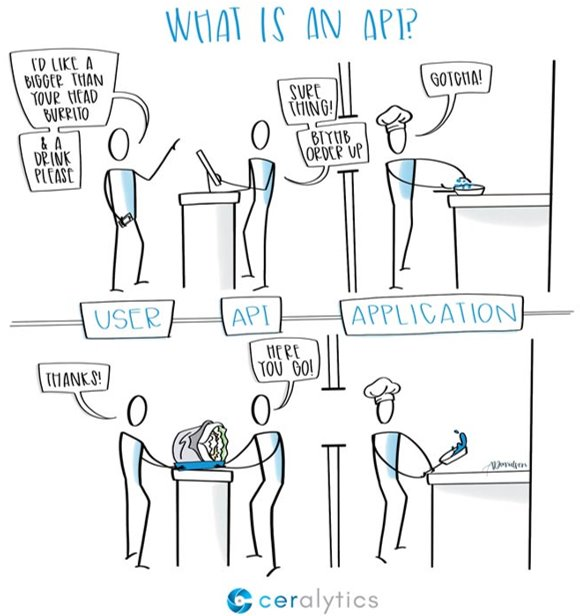 WHAT IS AN API?
I'D LIKE A
BIGGER THAN
YOUR HEAD
BURRITO
& A
DRINK
PLEASE
SURE
THING!
BTYHB
ORDER UP
GOTCHA!
USER
API
APPLICATION
THANKS!
HERE
YOU GO!
ceralytics